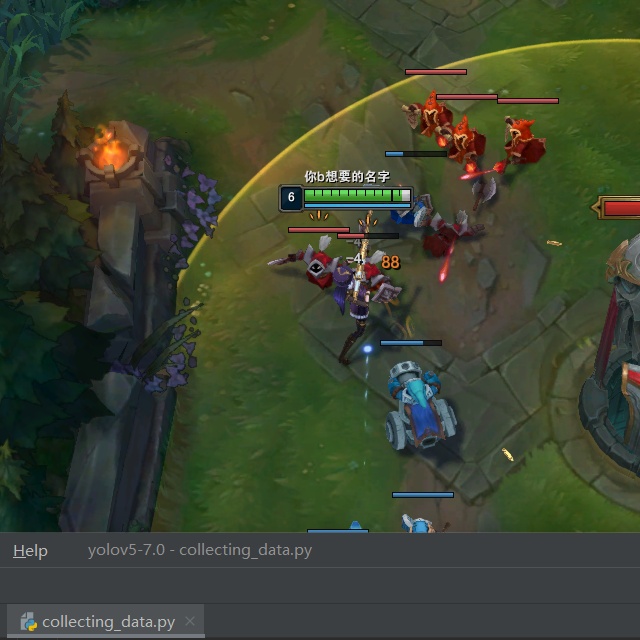 你b想要的名字
6
88
Help
yolov5-7.0 - collecting_data.py
collecting_data.py